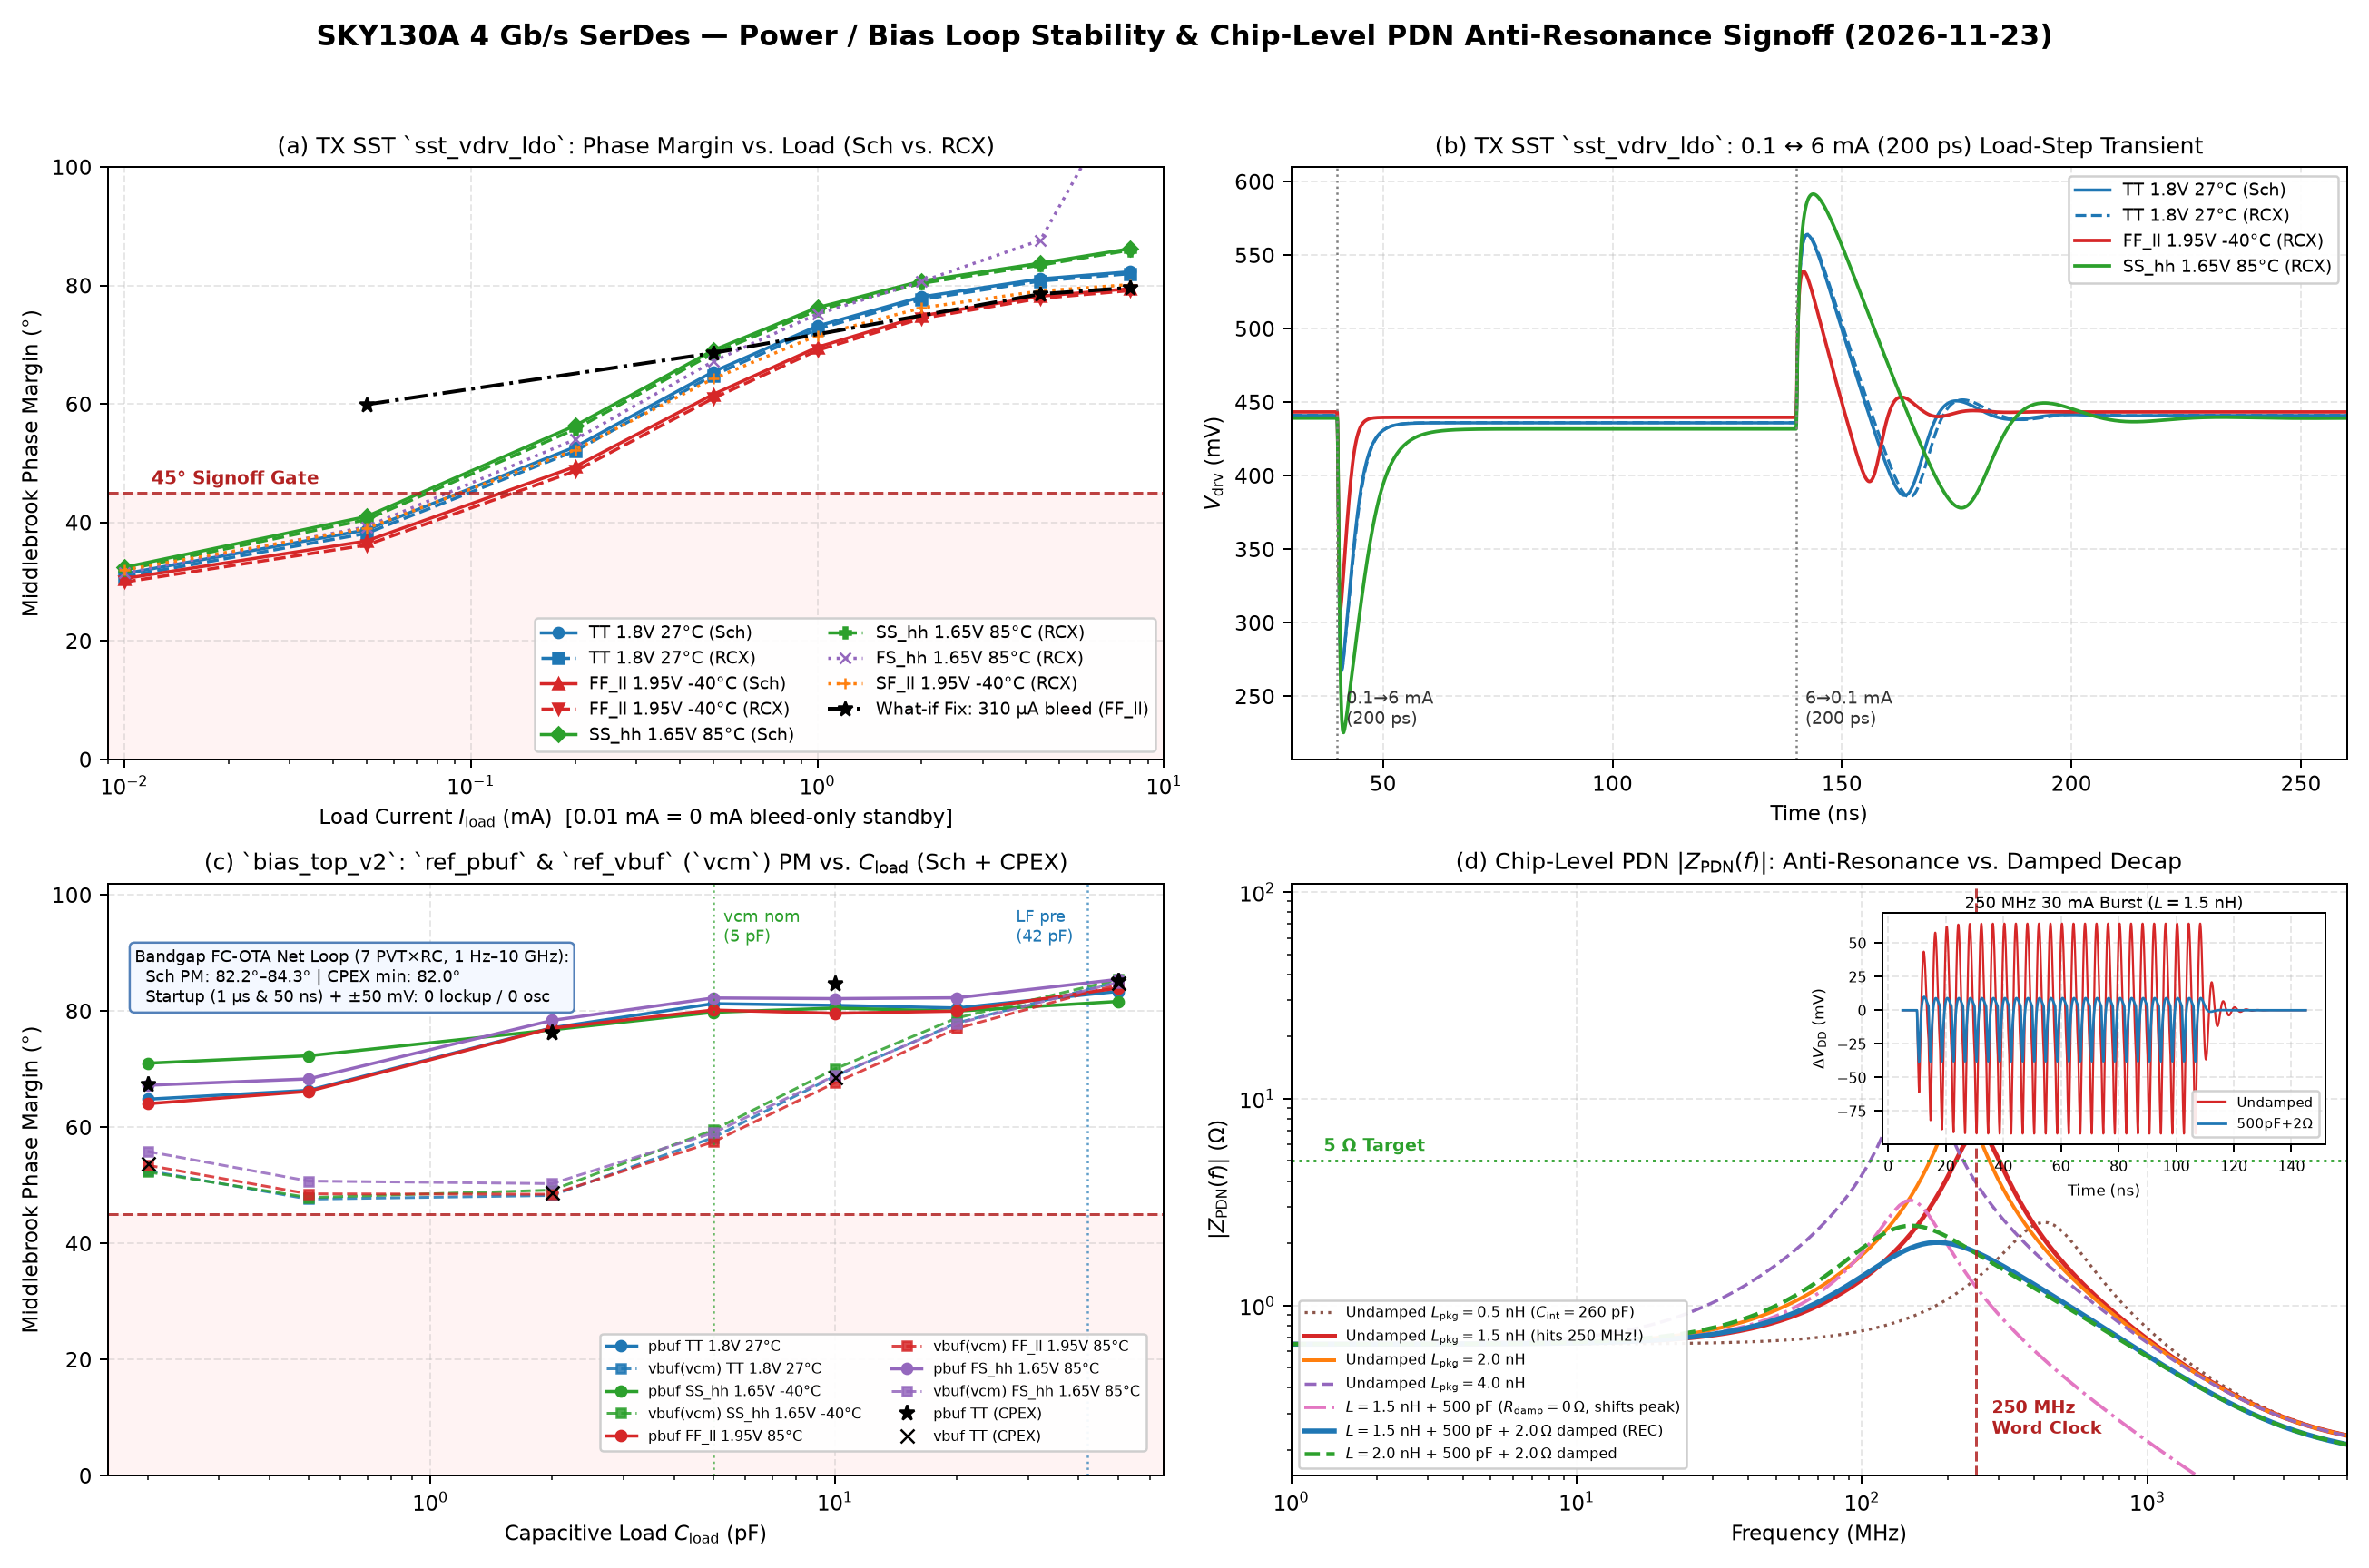 SKY130A 4 Gb/s SerDes — Power / Bias Loop Stability & Chip-Level PDN Anti-Resonance Signoff (2026-11-23)
(a) TX SST `sst_vdrv_ldo`: Phase Margin vs. Load (Sch vs. RCX)
Middlebrook Phase Margin (°)
100
80
60
40
20
0
45° Signoff Gate
TT 1.8V 27°C (Sch)
TT 1.8V 27°C (RCX)
FF_ll 1.95V -40°C (Sch)
FF_ll 1.95V -40°C (RCX)
SS_hh 1.65V 85°C (Sch)
SS_hh 1.65V 85°C (RCX)
FS_hh 1.65V 85°C (RCX)
SF_ll 1.95V -40°C (RCX)
What-if Fix: 310 µA bleed (FF_ll)
10⁻² 10⁻¹ 10⁰ 10¹
Load Current I_load (mA) [0.01 mA = 0 mA bleed-only standby]
(b) TX SST `sst_vdrv_ldo`: 0.1 ↔ 6 mA (200 ps) Load-Step Transient
V_drv (mV)
600
550
500
450
400
350
300
250
TT 1.8V 27°C (Sch)
TT 1.8V 27°C (RCX)
FF_ll 1.95V -40°C (RCX)
SS_hh 1.65V 85°C (RCX)
0.1→6 mA
(200 ps)
6→0.1 mA
(200 ps)
50 100 150 200 250
Time (ns)
(c) `bias_top_v2`: `ref_pbuf` & `ref_vbuf` (`vcm`) PM vs. C_load (Sch + CPEX)
Middlebrook Phase Margin (°)
100
80
60
40
20
0
vcm nom
(5 pF)
LF pre
(42 pF)
Bandgap FC-OTA Net Loop (7 PVT×RC, 1 Hz–10 GHz):
Sch PM: 82.2°–84.3° | CPEX min: 82.0°
Startup (1 µs & 50 ns) + ±50 mV: 0 lockup / 0 osc
pbuf TT 1.8V 27°C
vbuf(vcm) TT 1.8V 27°C
pbuf SS_hh 1.65V -40°C
vbuf(vcm) SS_hh 1.65V -40°C
pbuf FF_ll 1.95V 85°C
vbuf(vcm) FF_ll 1.95V 85°C
pbuf FS_hh 1.65V 85°C
vbuf(vcm) FS_hh 1.65V 85°C
pbuf TT (CPEX)
vbuf TT (CPEX)
10⁰ 10¹
Capacitive Load C_load (pF)
(d) Chip-Level PDN |Z_PDN(f)|: Anti-Resonance vs. Damped Decap
|Z_PDN(f)| (Ω)
10²
10¹
10⁰
5 Ω Target
250 MHz 30 mA Burst (L = 1.5 nH)
ΔV_DD (mV)
50
25
0
−25
−50
−75
Undamped
500pF+2Ω
0 20 40 60 80 100 120 140
Time (ns)
Undamped L_pkg = 0.5 nH (C_int = 260 pF)
Undamped L_pkg = 1.5 nH (hits 250 MHz!)
Undamped L_pkg = 2.0 nH
Undamped L_pkg = 4.0 nH
L = 1.5 nH + 500 pF (R_damp = 0 Ω, shifts peak)
L = 1.5 nH + 500 pF + 2.0 Ω damped (REC)
L = 2.0 nH + 500 pF + 2.0 Ω damped
250 MHz
Word Clock
10⁰ 10¹ 10² 10³
Frequency (MHz)